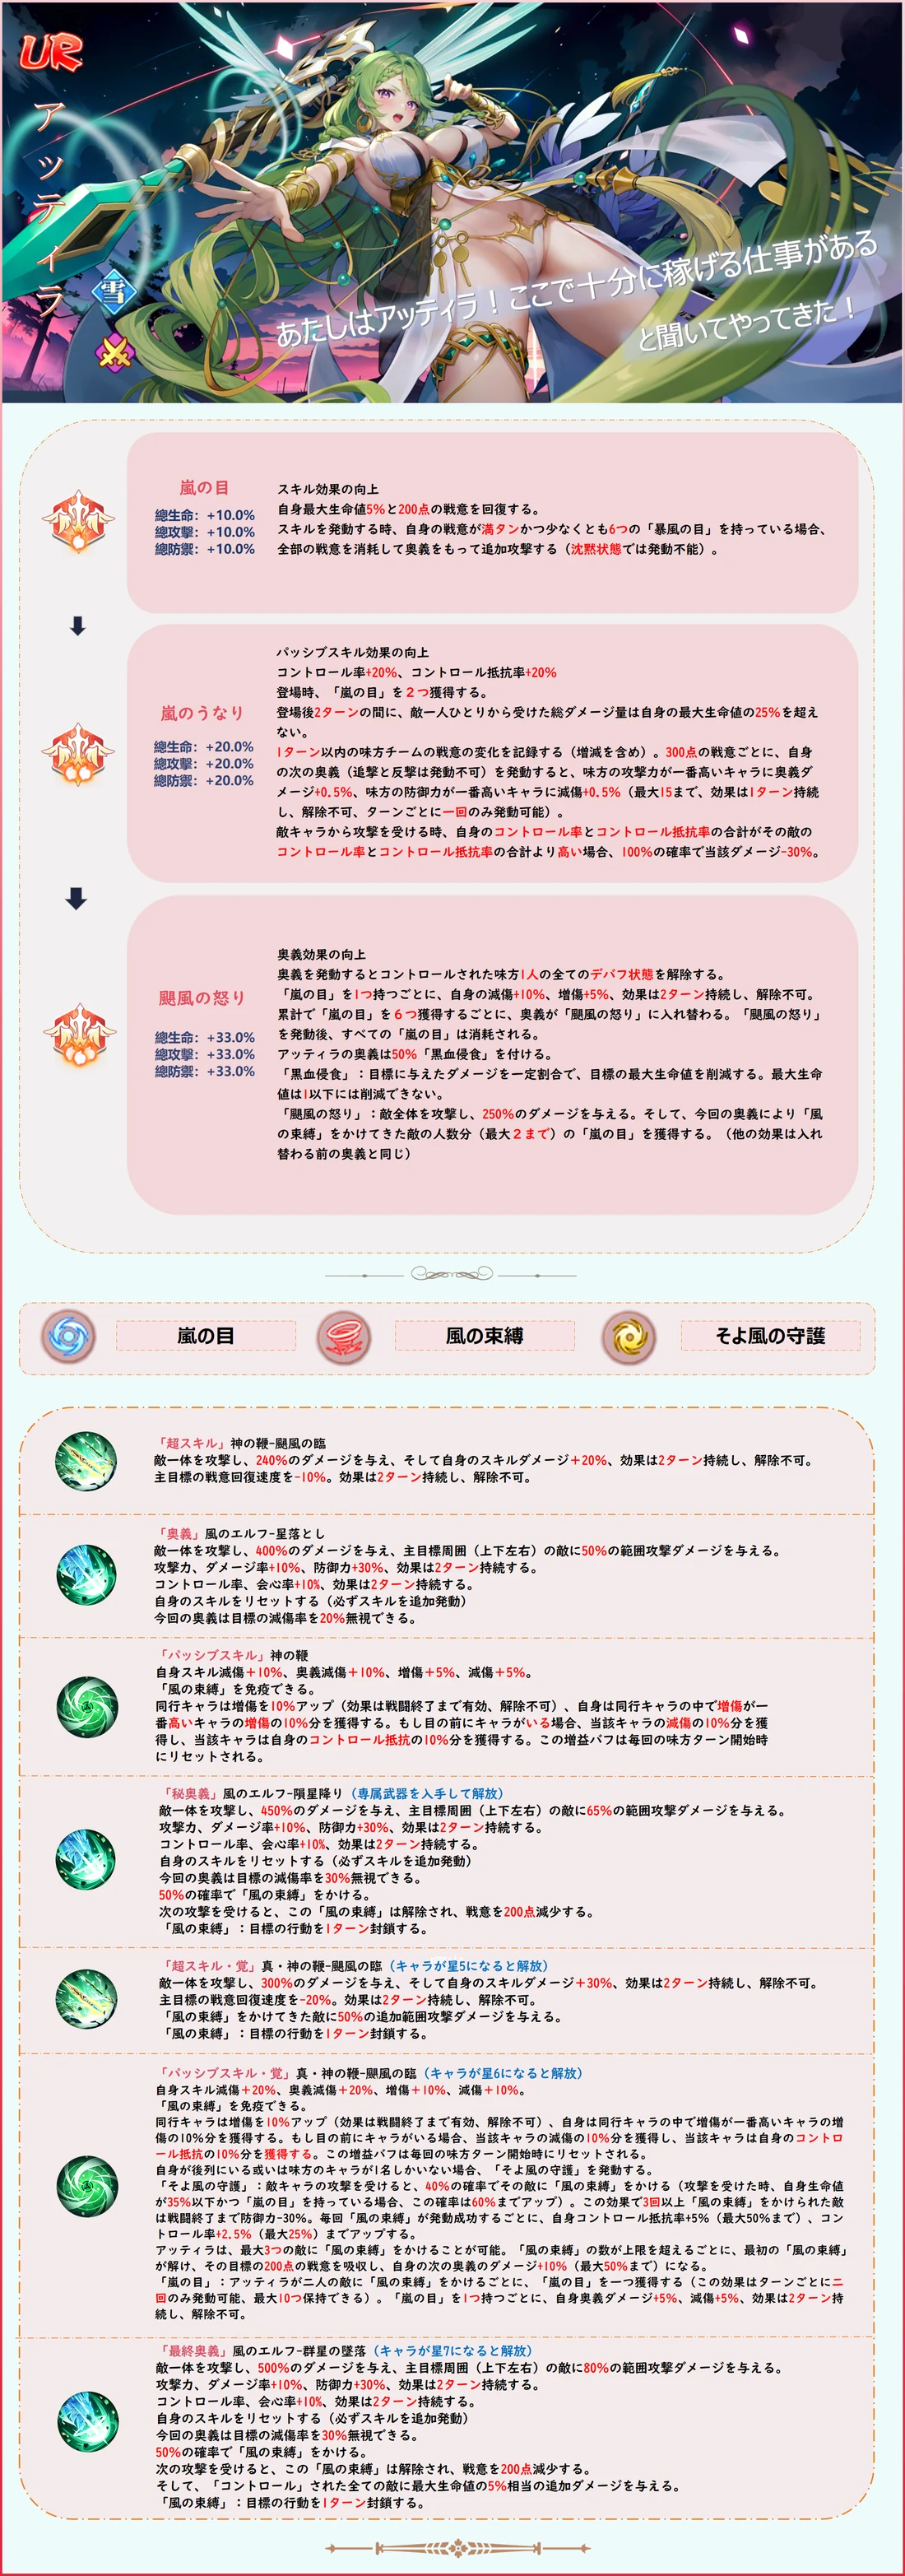 UR
アッティラ
雪
あたしはアッティラ！ここで十分に稼げる仕事がある
と聞いてやってきた！
嵐の目
總生命：+10.0%
總攻擊：+10.0%
總防禦：+10.0%
スキル効果の向上
自身最大生命値5%と200点の戦意を回復する。
スキルを発動する時、自身の戦意が満タンかつ少なくとも6つの「暴風の目」を持っている場合、
全部の戦意を消耗して奥義をもって追加攻撃する（沈黙状態では発動不能）。
嵐のうなり
總生命：+20.0%
總攻擊：+20.0%
總防禦：+20.0%
パッシブスキル効果の向上
コントロール率+20%、コントロール抵抗率+20%
登場時、「嵐の目」を２つ獲得する。
登場後2ターンの間に、敵一人ひとりから受けた総ダメージ量は自身の最大生命値の25%を超え
ない。
1ターン以内の味方チームの戦意の変化を記録する（増減を含め）。300点の戦意ごとに、自身
の次の奥義（追撃と反撃は発動不可）を発動すると、味方の攻撃力が一番高いキャラに奥義ダ
メージ+0.5%、味方の防御力が一番高いキャラに減傷+0.5%（最大15まで、効果は1ターン持続
し、解除不可、ターンごとに一回のみ発動可能）。
敵キャラから攻撃を受ける時、自身のコントロール率とコントロール抵抗率の合計がその敵の
コントロール率とコントロール抵抗率の合計より高い場合、100%の確率で当該ダメージ-30%。
颶風の怒り
總生命：+33.0%
總攻擊：+33.0%
總防禦：+33.0%
奥義効果の向上
奥義を発動するとコントロールされた味方1人の全てのデバフ状態を解除する。
「嵐の目」を1つ持つごとに、自身の減傷+10%、増傷+5%、効果は2ターン持続し、解除不可。
累計で「嵐の目」を６つ獲得するごとに、奥義が「颶風の怒り」に入れ替わる。「颶風の怒り」
を発動後、すべての「嵐の目」は消耗される。
アッティラの奥義は50%「黒血侵食」を付ける。
「黒血侵食」：目標に与えたダメージを一定割合で、目標の最大生命値を削減する。最大生命
値は1以下には削減できない。
「颶風の怒り」：敵全体を攻撃し、250%のダメージを与える。そして、今回の奥義により「風
の束縛」をかけてきた敵の人数分（最大２まで）の「嵐の目」を獲得する。（他の効果は入れ
替わる前の奥義と同じ）
嵐の目
風の束縛
そよ風の守護
「超スキル」神の鞭-颶風の臨
敵一体を攻撃し、240%のダメージを与え、そして自身のスキルダメージ＋20%、効果は2ターン持続し、解除不可。
主目標の戦意回復速度を-10%。効果は2ターン持続し、解除不可。
「奥義」風のエルフ-星落とし
敵一体を攻撃し、400%のダメージを与え、主目標周囲（上下左右）の敵に50%の範囲攻撃ダメージを与える。
攻撃力、ダメージ率+10%、防御力+30%、効果は2ターン持続する。
コントロール率、会心率+10%、効果は2ターン持続する。
自身のスキルをリセットする（必ずスキルを追加発動）
今回の奥義は目標の減傷率を20%無視できる。
「パッシブスキル」神の鞭
自身スキル減傷＋10%、奥義減傷＋10%、増傷＋5%、減傷＋5%。
「風の束縛」を免疫できる。
同行キャラは増傷を10%アップ（効果は戦闘終了まで有効、解除不可）、自身は同行キャラの中で増傷が一
番高いキャラの増傷の10%分を獲得する。もし目の前にキャラがいる場合、当該キャラの減傷の10%分を獲
得し、当該キャラは自身のコントロール抵抗の10%分を獲得する。この増益バフは毎回の味方ターン開始時
にリセットされる。
「秘奥義」風のエルフ-隕星降り（専属武器を入手して解放）
敵一体を攻撃し、450%のダメージを与え、主目標周囲（上下左右）の敵に65%の範囲攻撃ダメージを与える。
攻撃力、ダメージ率+10%、防御力+30%、効果は2ターン持続する。
コントロール率、会心率+10%、効果は2ターン持続する。
自身のスキルをリセットする（必ずスキルを追加発動）
今回の奥義は目標の減傷率を30%無視できる。
50%の確率で「風の束縛」をかける。
次の攻撃を受けると、この「風の束縛」は解除され、戦意を200点減少する。
「風の束縛」：目標の行動を1ターン封鎖する。
「超スキル・覚」真・神の鞭-颶風の臨（キャラが星5になると解放）
敵一体を攻撃し、300%のダメージを与え、そして自身のスキルダメージ＋30%、効果は2ターン持続し、解除不可。
主目標の戦意回復速度を-20%。効果は2ターン持続し、解除不可。
「風の束縛」をかけてきた敵に50%の追加範囲攻撃ダメージを与える。
「風の束縛」：目標の行動を1ターン封鎖する。
「パッシブスキル・覚」真・神の鞭-颶風の臨（キャラが星6になると解放）
自身スキル減傷＋20%、奥義減傷＋20%、増傷＋10%、減傷＋10%。
「風の束縛」を免疫できる。
同行キャラは増傷を10%アップ（効果は戦闘終了まで有効、解除不可）、自身は同行キャラの中で増傷が一番高いキャラの増
傷の10%分を獲得する。もし目の前にキャラがいる場合、当該キャラの減傷の10%分を獲得し、当該キャラは自身のコントロ
ール抵抗の10%分を獲得する。この増益バフは毎回の味方ターン開始時にリセットされる。
自身が後列にいる或いは味方のキャラが1名しかいない場合、「そよ風の守護」を発動する。
「そよ風の守護」：敵キャラの攻撃を受けると、40%の確率でその敵に「風の束縛」をかける（攻撃を受けた時、自身生命値
が35%以下かつ「嵐の目」を持っている場合、この確率は60%までアップ）。この効果で3回以上「風の束縛」をかけられた敵
は戦闘終了まで防御力-30%。毎回「風の束縛」が発動成功するごとに、自身コントロール抵抗率+5%（最大50%まで）、コン
トロール率+2.5%（最大25%）までアップする。
アッティラは、最大3つの敵に「風の束縛」をかけることが可能。「風の束縛」の数が上限を超えるごとに、最初の「風の束縛」
が解け、その目標の200点の戦意を吸収し、自身の次の奥義のダメージ+10%（最大50%まで）になる。
「嵐の目」：アッティラが二人の敵に「風の束縛」をかけるごとに、「嵐の目」を一つ獲得する（この効果はターンごとに二
回のみ発動可能、最大10つ保持できる）。「嵐の目」を1つ持つごとに、自身奥義ダメージ+5%、減傷+5%、効果は2ターン持
続し、解除不可。
「最終奥義」風のエルフ-群星の墜落（キャラが星7になると解放）
敵一体を攻撃し、500%のダメージを与え、主目標周囲（上下左右）の敵に80%の範囲攻撃ダメージを与える。
攻撃力、ダメージ率+10%、防御力+30%、効果は2ターン持続する。
コントロール率、会心率+10%、効果は2ターン持続する。
自身のスキルをリセットする（必ずスキルを追加発動）
今回の奥義は目標の減傷率を30%無視できる。
50%の確率で「風の束縛」をかける。
次の攻撃を受けると、この「風の束縛」は解除され、戦意を200点減少する。
そして、「コントロール」された全ての敵に最大生命値の5%相当の追加ダメージを与える。
「風の束縛」：目標の行動を1ターン封鎖する。